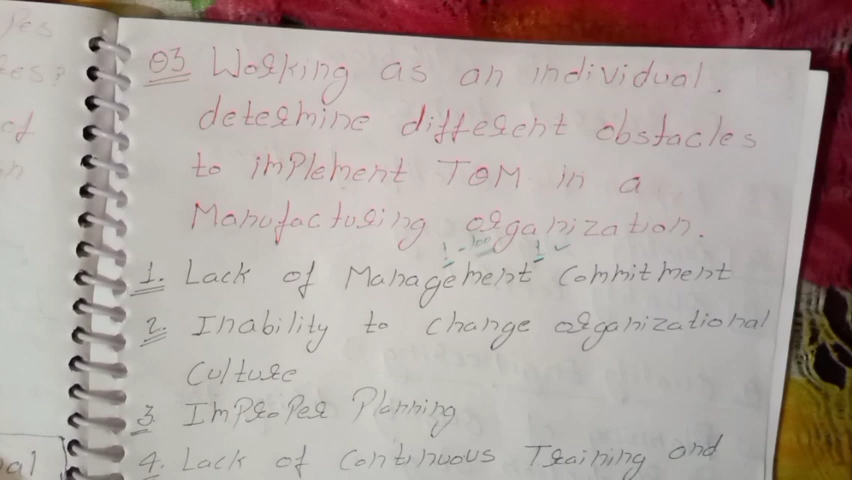 Q3 Working as an individual.
determine different obstacles
to implement TQM in a
Manufacturing organization.
1. Lack of Management Commitment
2. Inability to change organizational
Culture
3. Improper Planning
4. Lack of Continuous Training and